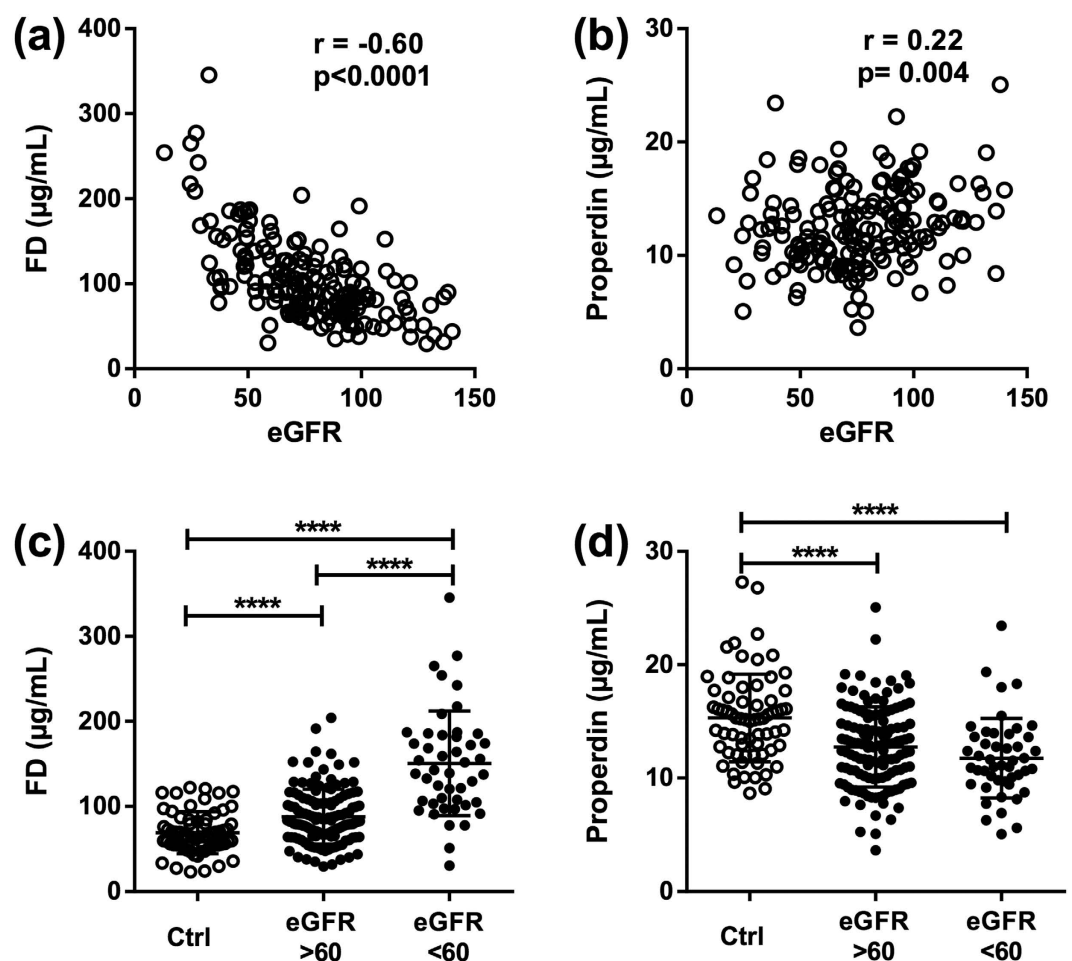 (a)
r = -0.60
p<0.0001
FD (µg/mL)
400
300
200
100
0
0 50 100 150
eGFR
(b)
r = 0.22
p= 0.004
Properdin (µg/mL)
30
20
10
0
0 50 100 150
eGFR
(c)
****
****
****
FD (µg/mL)
400
300
200
100
0
Ctrl
eGFR
>60
eGFR
<60
(d)
****
****
Properdin (µg/mL)
30
20
10
0
Ctrl
eGFR
>60
eGFR
<60